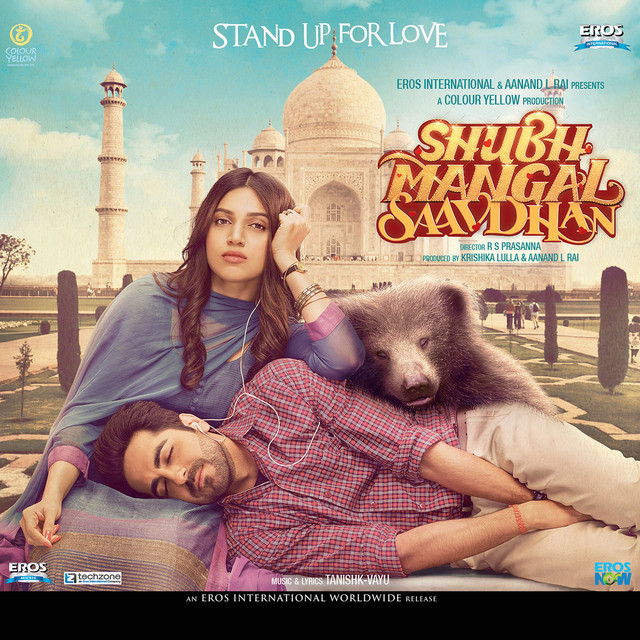 STAND UP FOR LOVE
COLOUR
YELLOW
EROS
INTERNATIONAL
EROS INTERNATIONAL & AANAND L RAI PRESENTS
A COLOUR YELLOW PRODUCTION
SHUBH
MANGAL
SAAVDHAN
DIRECTOR R S PRASANNA
PRODUCED BY KRISHIKA LULLA & AANAND L RAI
EROS
MUSIC
techzone
MUSIC & LYRICS TANISHK-VAYU
EROS
NOW
AN EROS INTERNATIONAL WORLDWIDE RELEASE